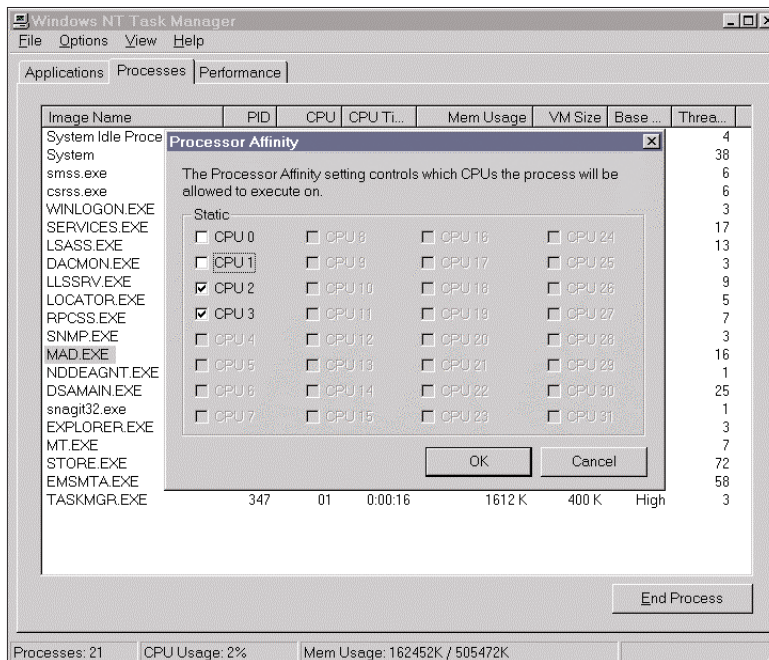 Windows NT Task Manager
File Options View Help
Applications Processes Performance
Image Name PID CPU CPU Ti... Mem Usage VM Size Base ... Threa...
System Idle Proce 4
System 38
smss.exe 6
csrss.exe 6
WINLOGON.EXE 3
SERVICES.EXE 17
LSASS.EXE 13
DACMON.EXE 3
LLSSRV.EXE 9
LOCATOR.EXE 5
RPCSS.EXE 7
SNMP.EXE 3
MAD.EXE 16
NDDEAGNT.EXE 1
DSAMAIN.EXE 25
snagit32.exe 1
EXPLORER.EXE 3
MT.EXE 7
STORE.EXE 72
EMSMTA.EXE 58
TASKMGR.EXE 347 01 0:00:16 1612 K 400 K High 3
Processor Affinity
The Processor Affinity setting controls which CPUs the process will be
allowed to execute on.
Static
CPU 0 CPU 8 CPU 16 CPU 24
CPU 1 CPU 9 CPU 17 CPU 25
CPU 2 CPU 10 CPU 18 CPU 26
CPU 3 CPU 11 CPU 19 CPU 27
CPU 4 CPU 12 CPU 20 CPU 28
CPU 5 CPU 13 CPU 21 CPU 29
CPU 6 CPU 14 CPU 22 CPU 30
CPU 7 CPU 15 CPU 23 CPU 31
OK Cancel
End Process
Processes: 21 CPU Usage: 2% Mem Usage: 162452K / 505472K